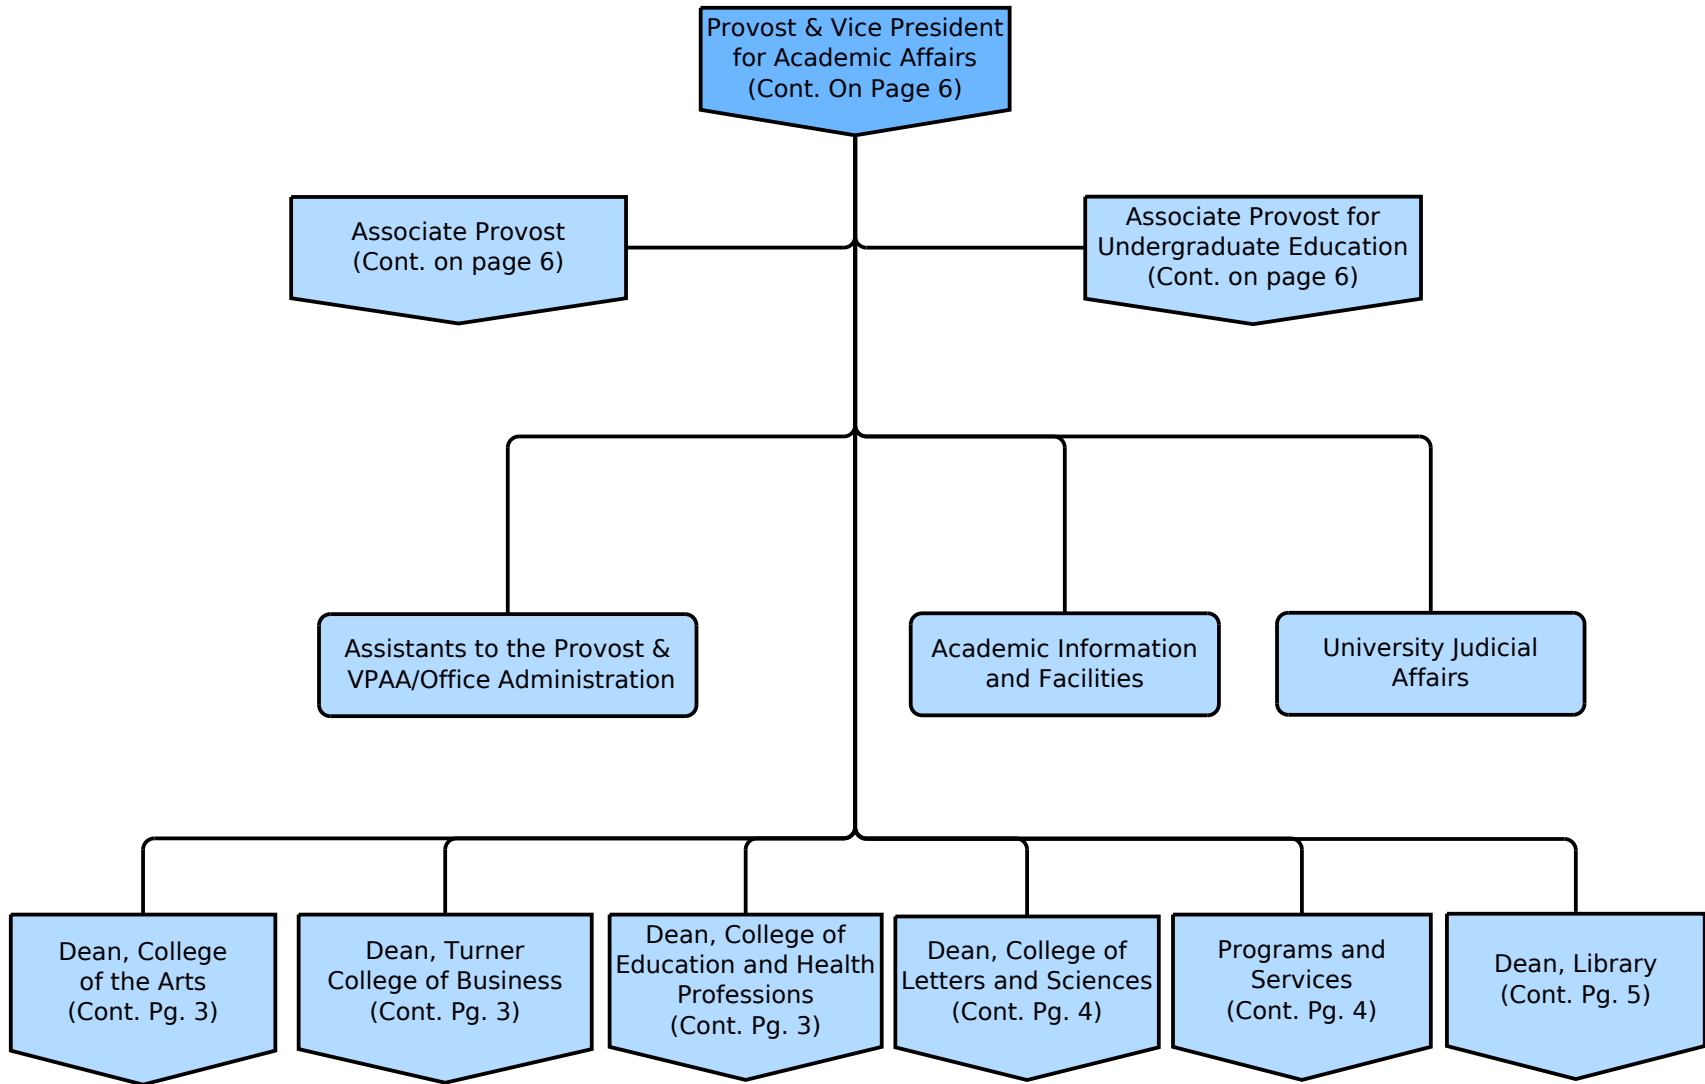 Provost & Vice President
for Academic Affairs
(Cont. On Page 6)
Associate Provost
(Cont. on page 6)
Associate Provost for
Undergraduate Education
(Cont. on page 6)
Assistants to the Provost &
VPAA/Office Administration
Academic Information
and Facilities
University Judicial
Affairs
Dean, College
of the Arts
(Cont. Pg. 3)
Dean, Turner
College of Business
(Cont. Pg. 3)
Dean, College of
Education and Health
Professions
(Cont. Pg. 3)
Dean, College of
Letters and Sciences
(Cont. Pg. 4)
Programs and
Services
(Cont. Pg. 4)
Dean, Library
(Cont. Pg. 5)